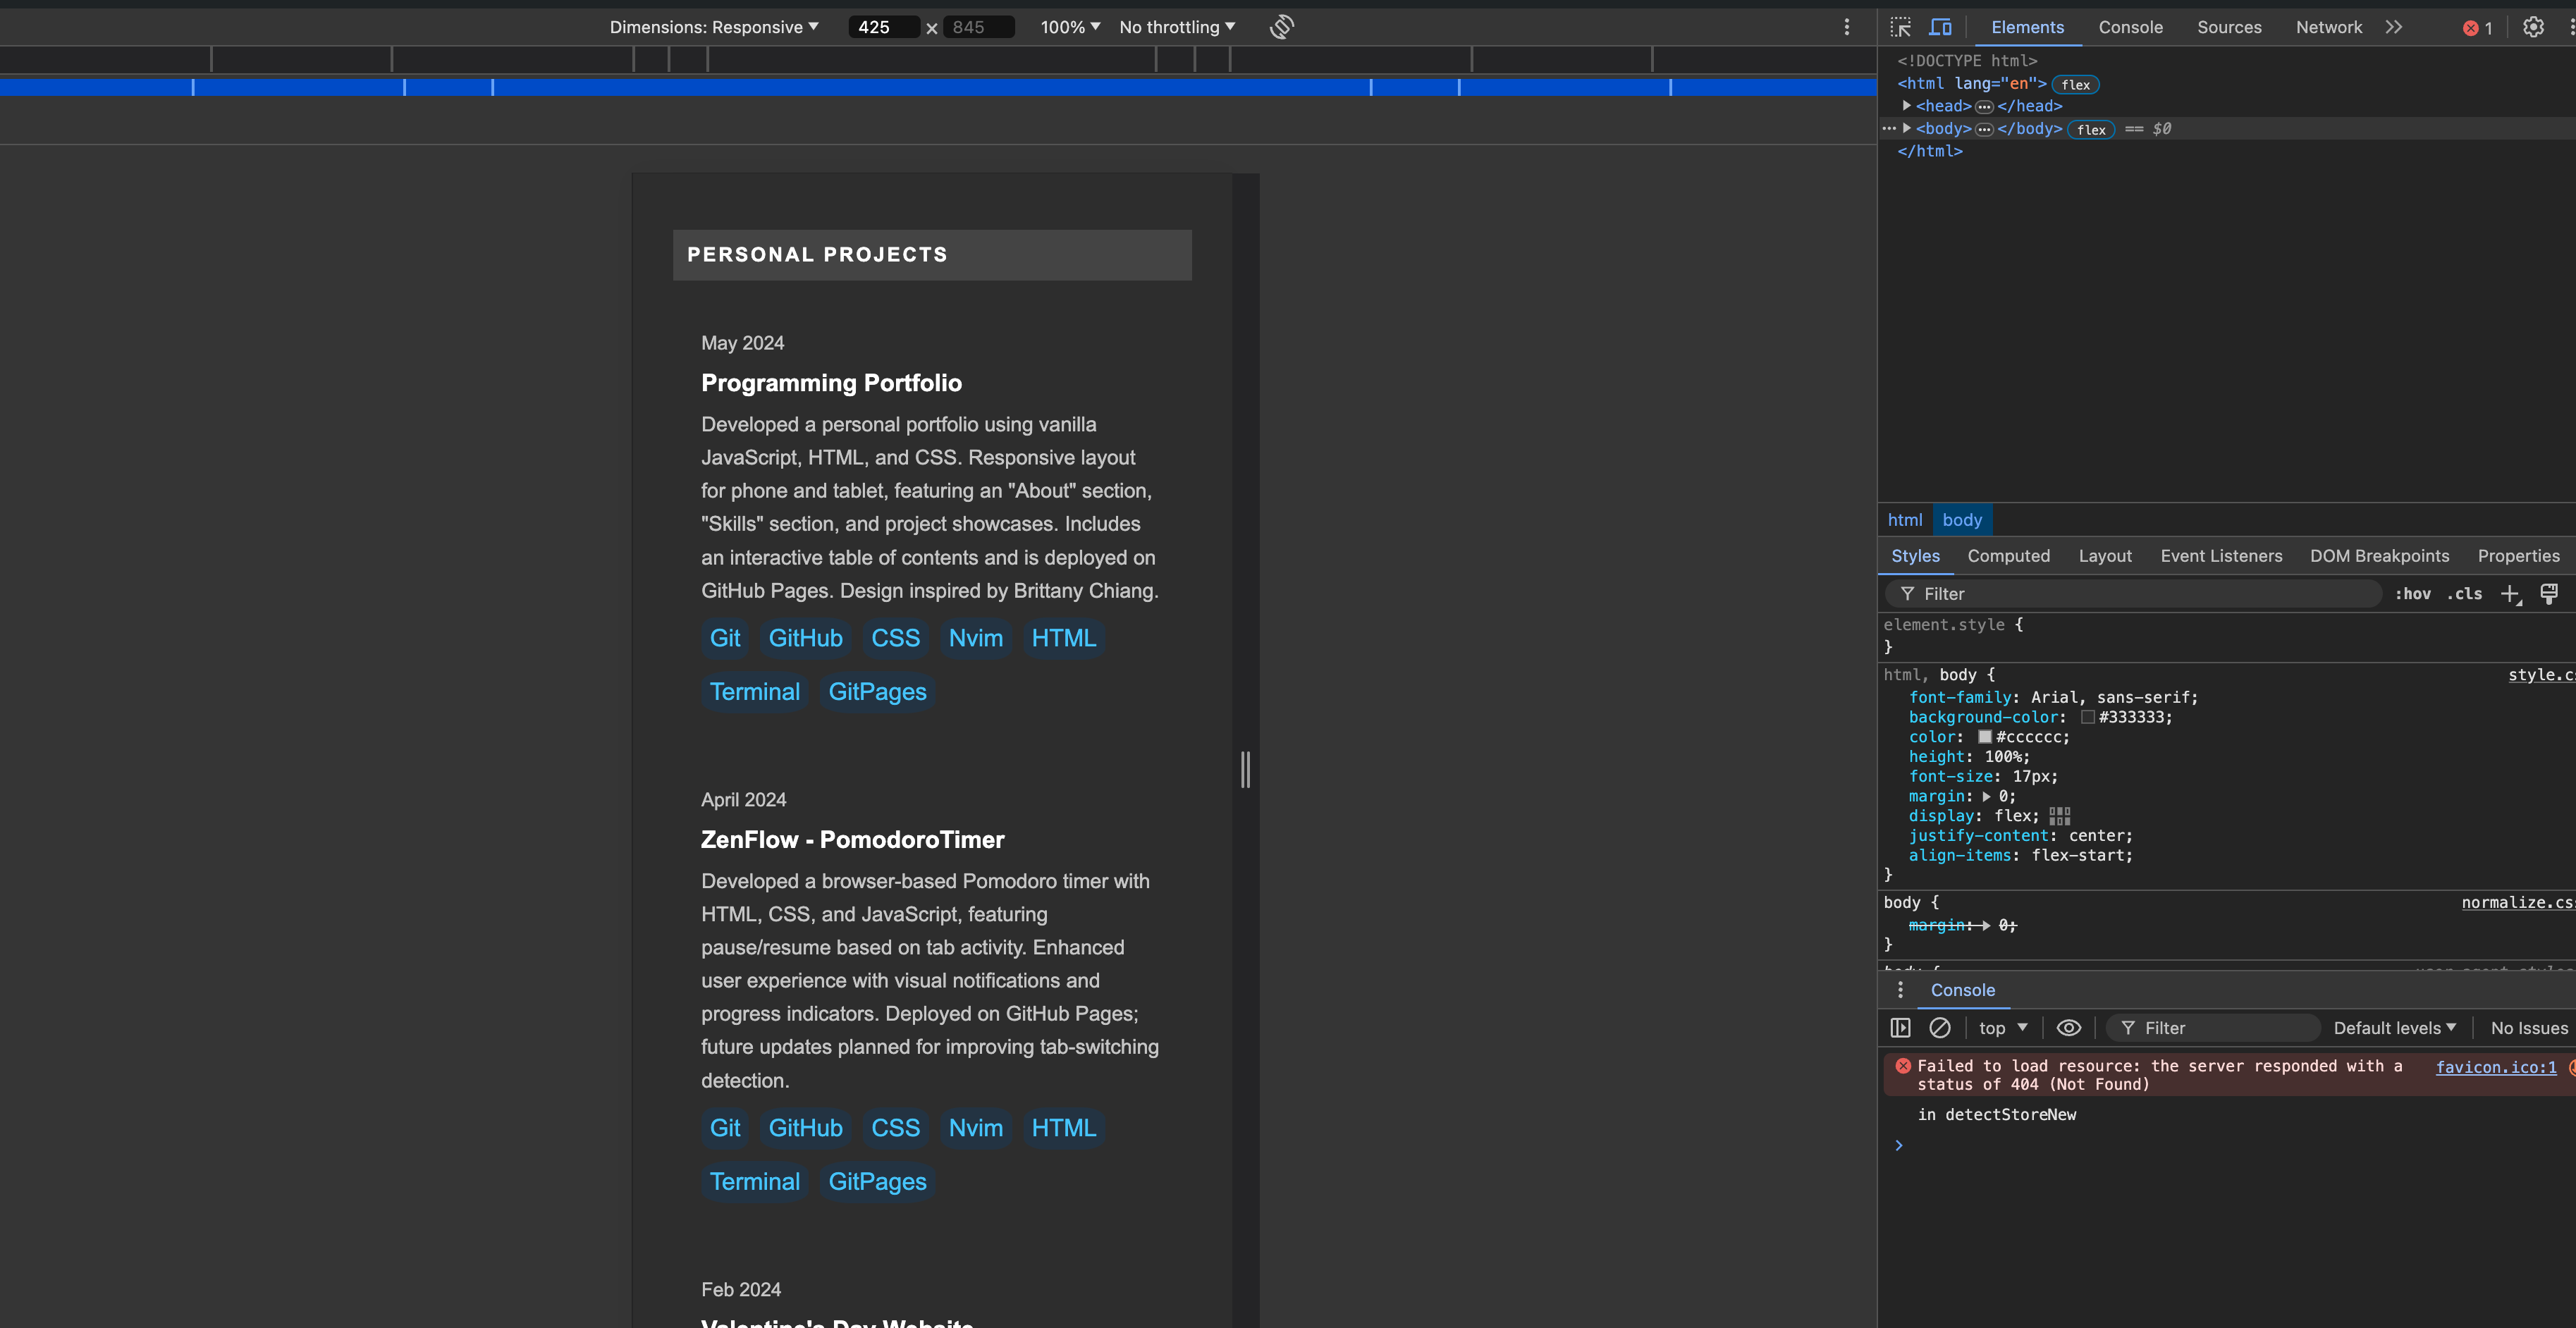 Dimensions: Responsive 425 × 845 100% No throttling
Elements Console Sources Network 1
<!DOCTYPE html>
<html lang="en"> flex
<head> ••• </head>
••• <body> ••• </body> flex == $0
</html>
PERSONAL PROJECTS
May 2024
Programming Portfolio
Developed a personal portfolio using vanilla
JavaScript, HTML, and CSS. Responsive layout
for phone and tablet, featuring an "About" section,
"Skills" section, and project showcases. Includes
an interactive table of contents and is deployed on
GitHub Pages. Design inspired by Brittany Chiang.
Git GitHub CSS Nvim HTML
Terminal GitPages
April 2024
ZenFlow - PomodoroTimer
Developed a browser-based Pomodoro timer with
HTML, CSS, and JavaScript, featuring
pause/resume based on tab activity. Enhanced
user experience with visual notifications and
progress indicators. Deployed on GitHub Pages;
future updates planned for improving tab-switching
detection.
Git GitHub CSS Nvim HTML
Terminal GitPages
Feb 2024
Valentine's Day Website
html body
Styles Computed Layout Event Listeners DOM Breakpoints Properties
Filter :hov .cls
element.style {
}
html, body { style.cs
font-family: Arial, sans-serif;
background-color: #333333;
color: #cccccc;
height: 100%;
font-size: 17px;
margin: 0;
display: flex;
justify-content: center;
align-items: flex-start;
}
body { normalize.cs
margin: 0;
}
body {
Console
top Filter Default levels No Issues
Failed to load resource: the server responded with a favicon.ico:1
status of 404 (Not Found)
in detectStoreNew